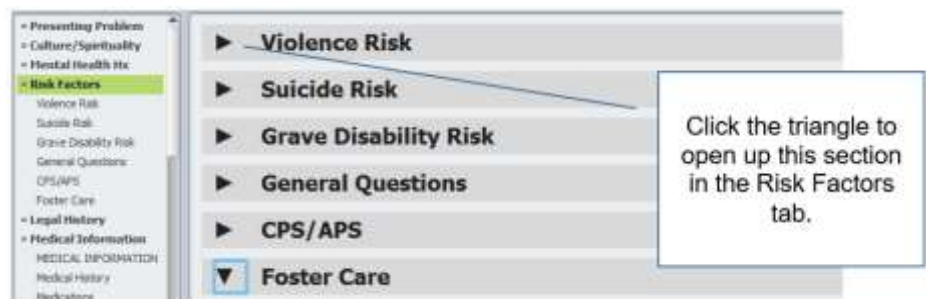 Presenting Problem
Culture/Spirituality
Mental Health Hx
Risk Factors
Violence Risk
Suicide Risk
Grave Disability Risk
General Questions
CPS/APS
Foster Care
Legal History
Medical Information
MEDICAL INFORMATION
Medical History
Medications
Violence Risk
Suicide Risk
Grave Disability Risk
General Questions
CPS/APS
Foster Care
Click the triangle to
open up this section
in the Risk Factors
tab.